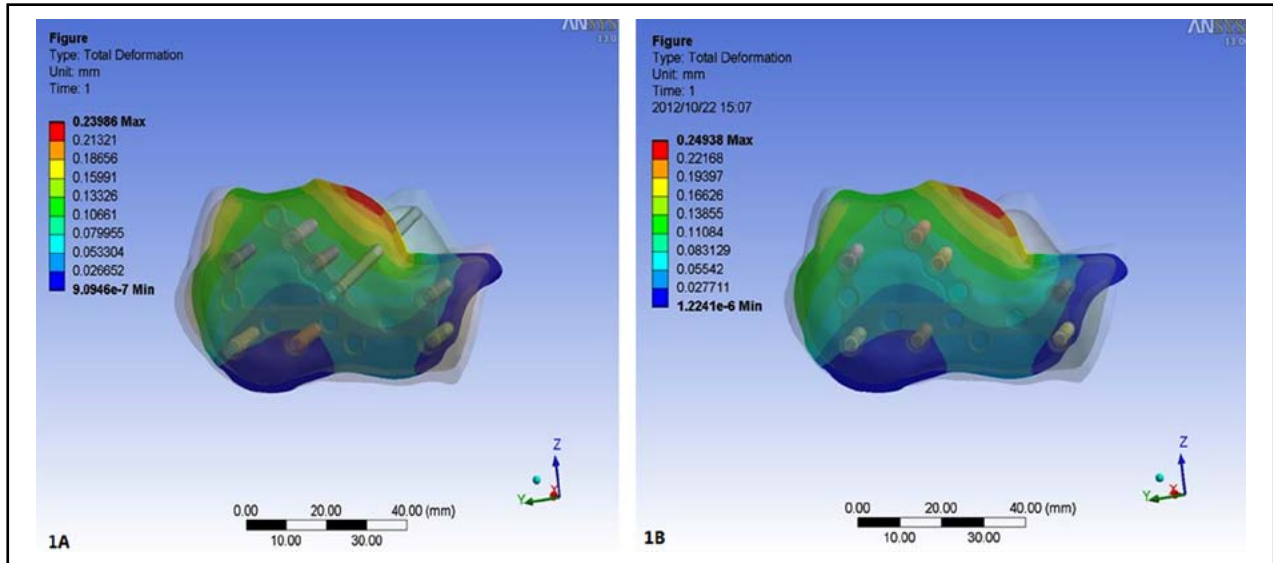 ANSYS
13.0
Figure
Type: Total Deformation
Unit: mm
Time: 1
0.23986 Max
0.21321
0.18656
0.15991
0.13326
0.10661
0.079955
0.053304
0.026652
9.0946e-7 Min
Z
Y
X
0.00 20.00 40.00 (mm)
10.00 30.00
1A
ANSYS
Figure
Type: Total Deformation
Unit: mm
Time: 1
2012/10/22 15:07
0.24938 Max
0.22168
0.19397
0.16626
0.13855
0.11084
0.083129
0.05542
0.027711
1.2241e-6 Min
Z
Y
X
0.00 20.00 40.00 (mm)
10.00 30.00
1B